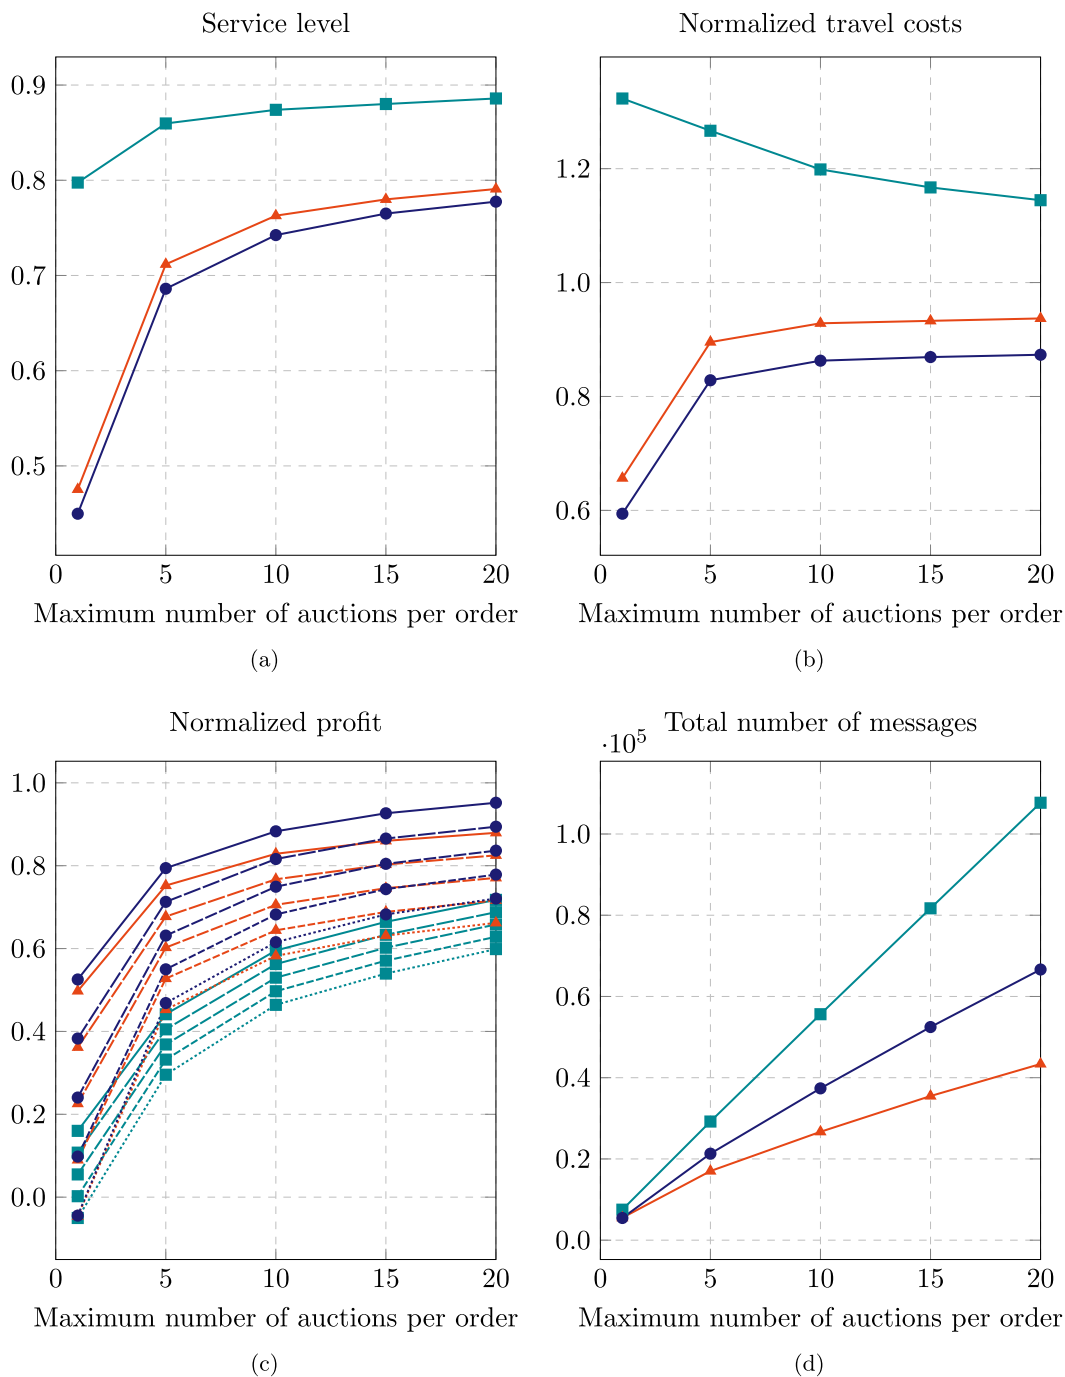 Service level
0.9
0.8
0.7
0.6
0.5
0 5 10 15 20
Maximum number of auctions per order
(a)
Normalized travel costs
1.2
1.0
0.8
0.6
0 5 10 15 20
Maximum number of auctions per order
(b)
Normalized profit
1.0
0.8
0.6
0.4
0.2
0.0
0 5 10 15 20
Maximum number of auctions per order
(c)
Total number of messages
·10⁵
1.0
0.8
0.6
0.4
0.2
0.0
0 5 10 15 20
Maximum number of auctions per order
(d)